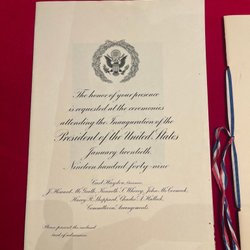 The honor of your presence
is requested at the ceremonies
attending the Inauguration of the
President of the United States
January twentieth
Nineteen hundred forty-nine
Carl Hayden, Chairman
J. Howard McGrath, Kenneth S. Wherry, John McCormack,
Harry R. Sheppard, Charles A. Halleck,
Committee on Arrangements
Please present the enclosed
card of admission